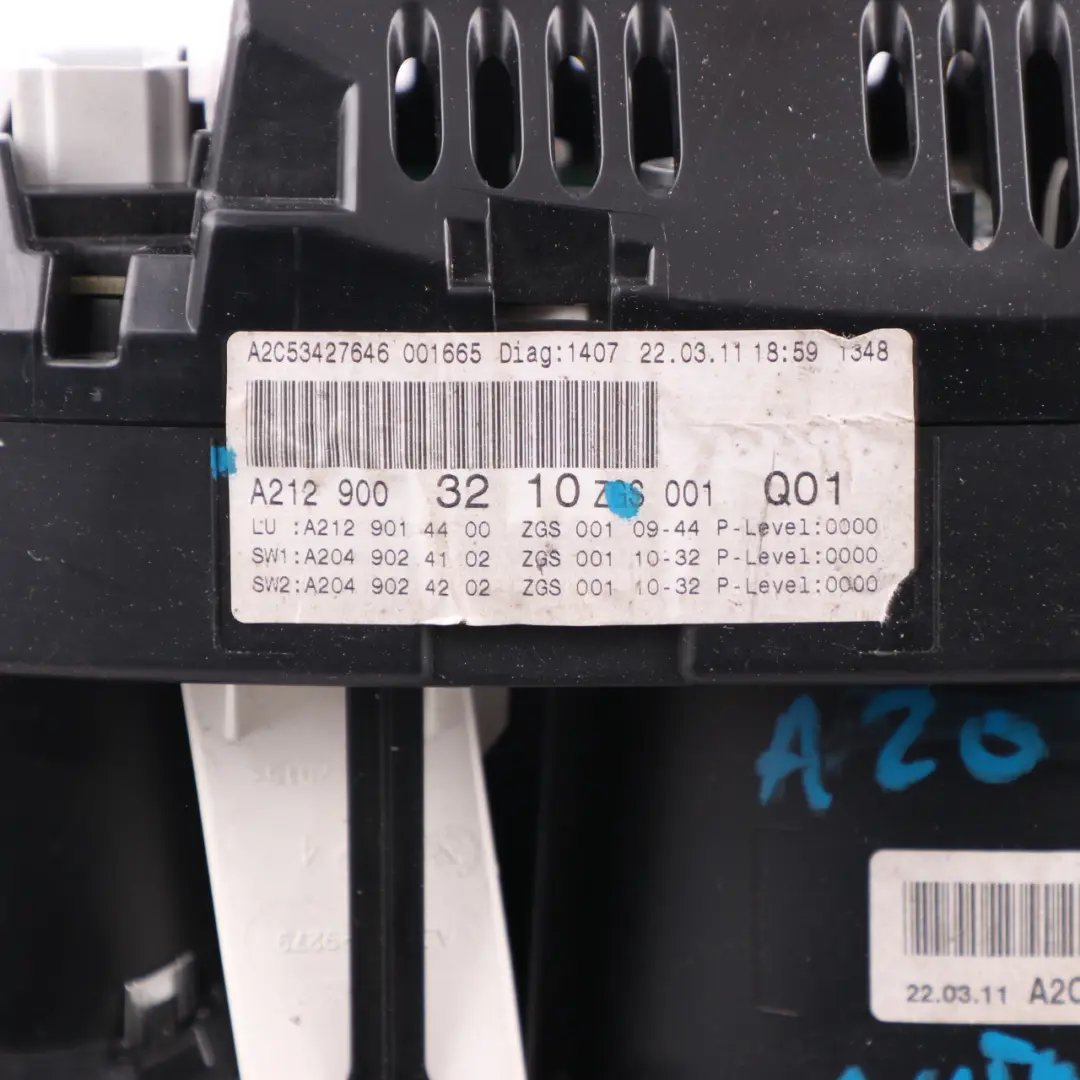 A2C53427646 001665 Diag:1407 22.03.11 18:59 1348
A212 900 32 10 ZGS 001 Q01
LU :A212 901 44 00 ZGS 001 09-44 P-Level:0000
SW1:A204 902 41 02 ZGS 001 10-32 P-Level:0000
SW2:A204 902 42 02 ZGS 001 10-32 P-Level:0000
A20
22.03.11 A2C